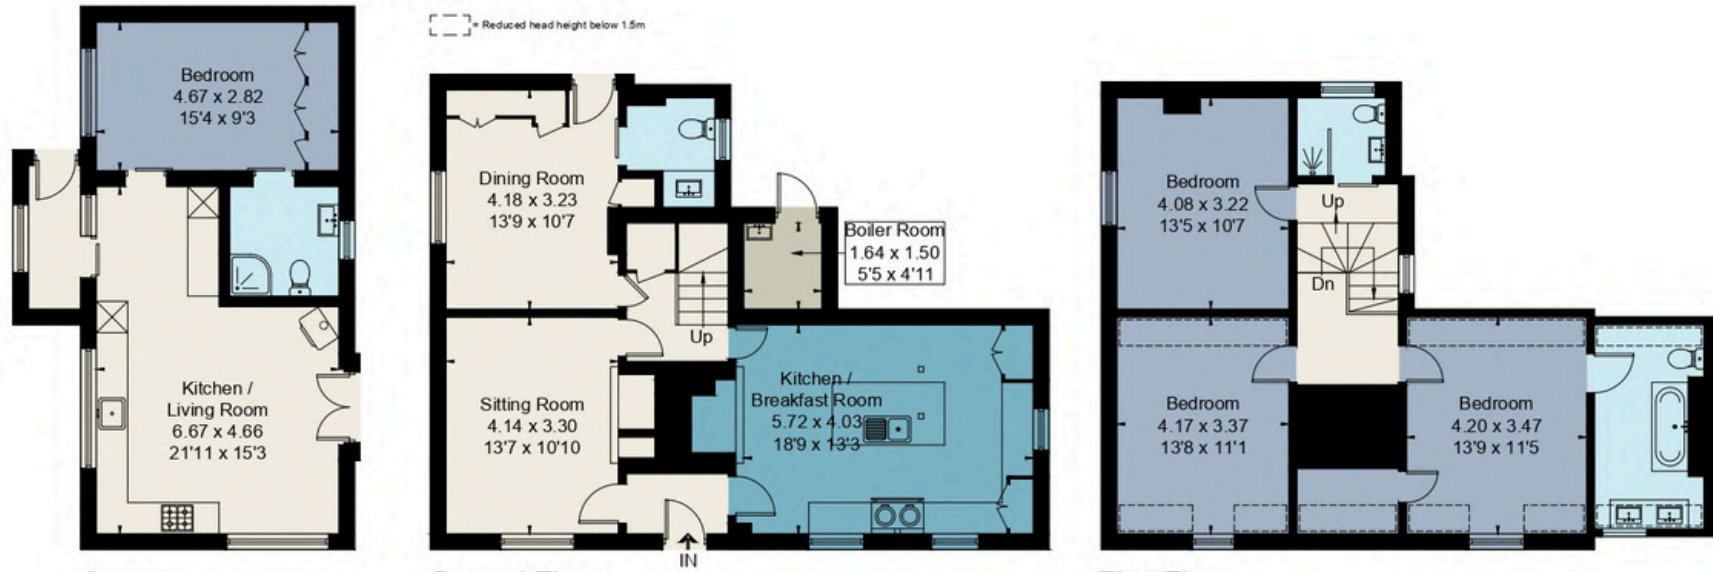 = Reduced head height below 1.5m
Bedroom
4.67 x 2.82
15'4 x 9'3
Kitchen /
Living Room
6.67 x 4.66
21'11 x 15'3
Dining Room
4.18 x 3.23
13'9 x 10'7
Boiler Room
1.64 x 1.50
5'5 x 4'11
Up
Sitting Room
4.14 x 3.30
13'7 x 10'10
Kitchen /
Breakfast Room
5.72 x 4.03
18'9 x 13'3
IN
Bedroom
4.08 x 3.22
13'5 x 10'7
Up
Dn
Bedroom
4.17 x 3.37
13'8 x 11'1
Bedroom
4.20 x 3.47
13'9 x 11'5